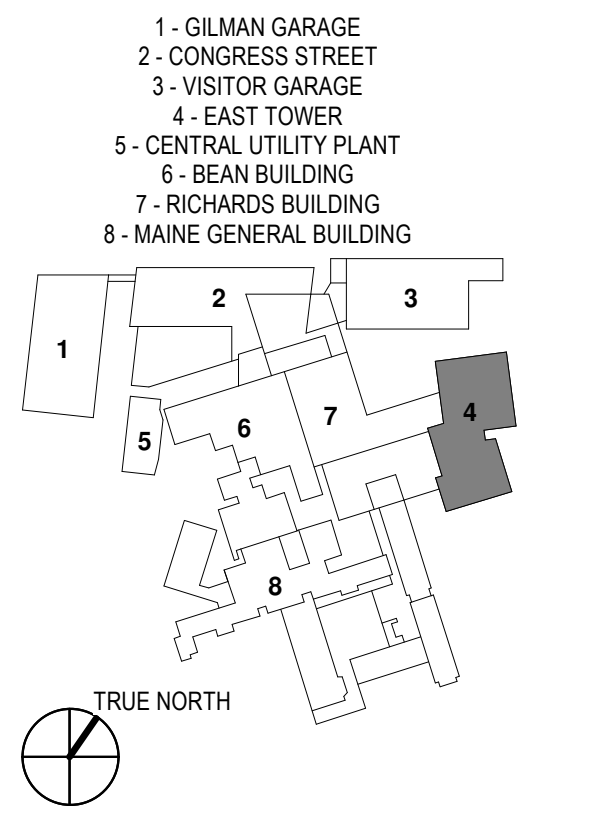 1 - GILMAN GARAGE
2 - CONGRESS STREET
3 - VISITOR GARAGE
4 - EAST TOWER
5 - CENTRAL UTILITY PLANT
6 - BEAN BUILDING
7 - RICHARDS BUILDING
8 - MAINE GENERAL BUILDING
2
3
1
4
7
6
5
8
TRUE NORTH